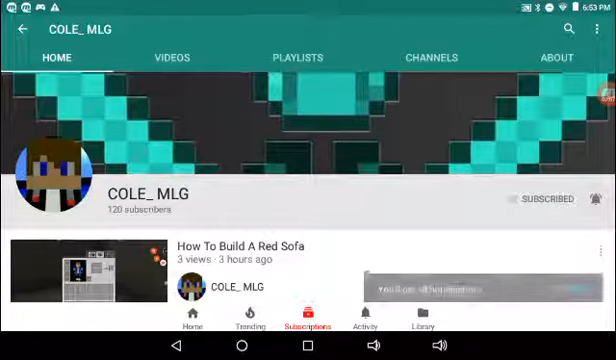 6:53 PM
COLE_ MLG
HOME VIDEOS PLAYLISTS CHANNELS ABOUT
COLE_ MLG
120 subscribers
SUBSCRIBED
How To Build A Red Sofa
3 views · 3 hours ago
COLE_ MLG
Home Trending Subscriptions Activity Library